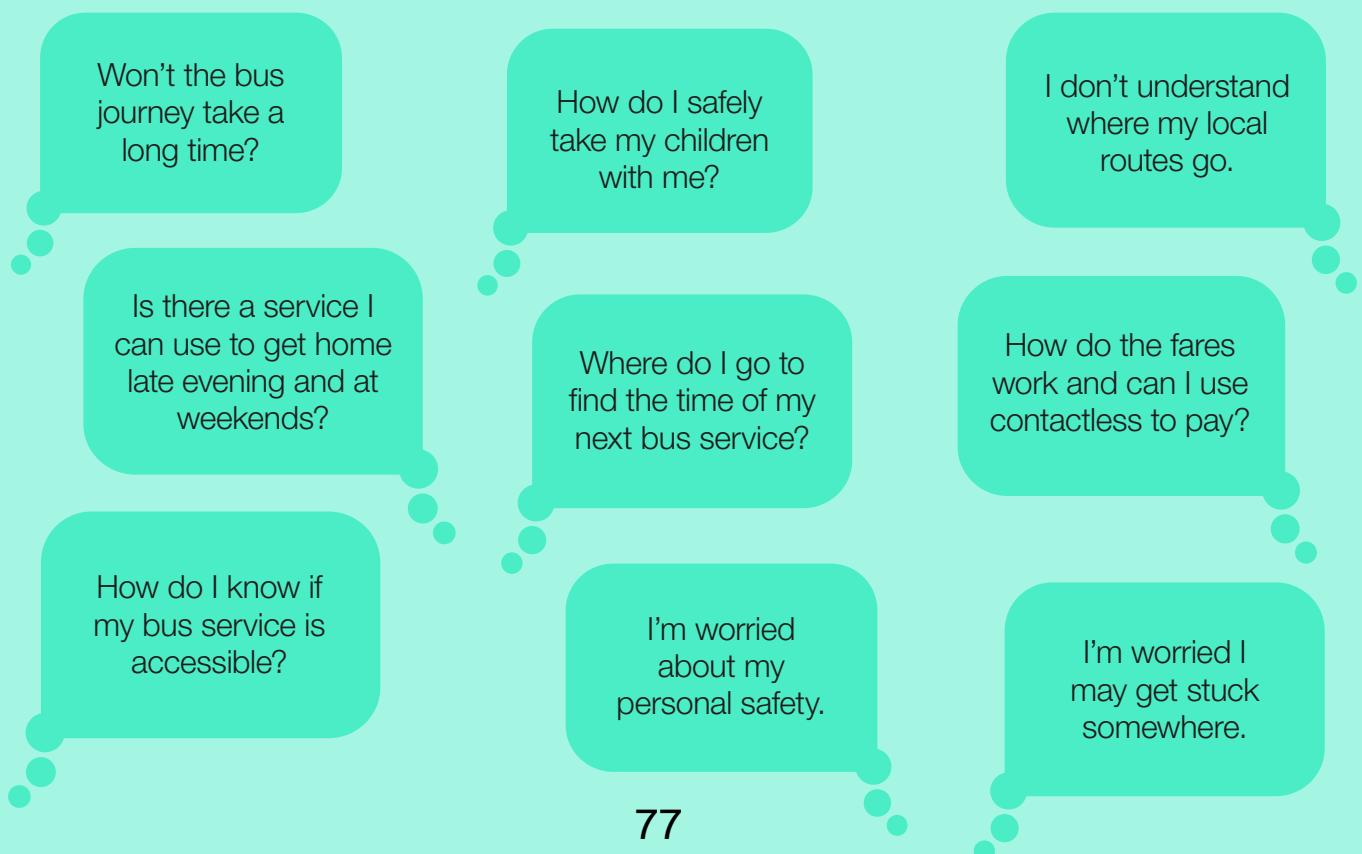 Won’t the bus
journey take a
long time?
How do I safely
take my children
with me?
I don’t understand
where my local
routes go.
Is there a service I
can use to get home
late evening and at
weekends?
Where do I go to
find the time of my
next bus service?
How do the fares
work and can I use
contactless to pay?
How do I know if
my bus service is
accessible?
I’m worried
about my
personal safety.
I’m worried I
may get stuck
somewhere.
77